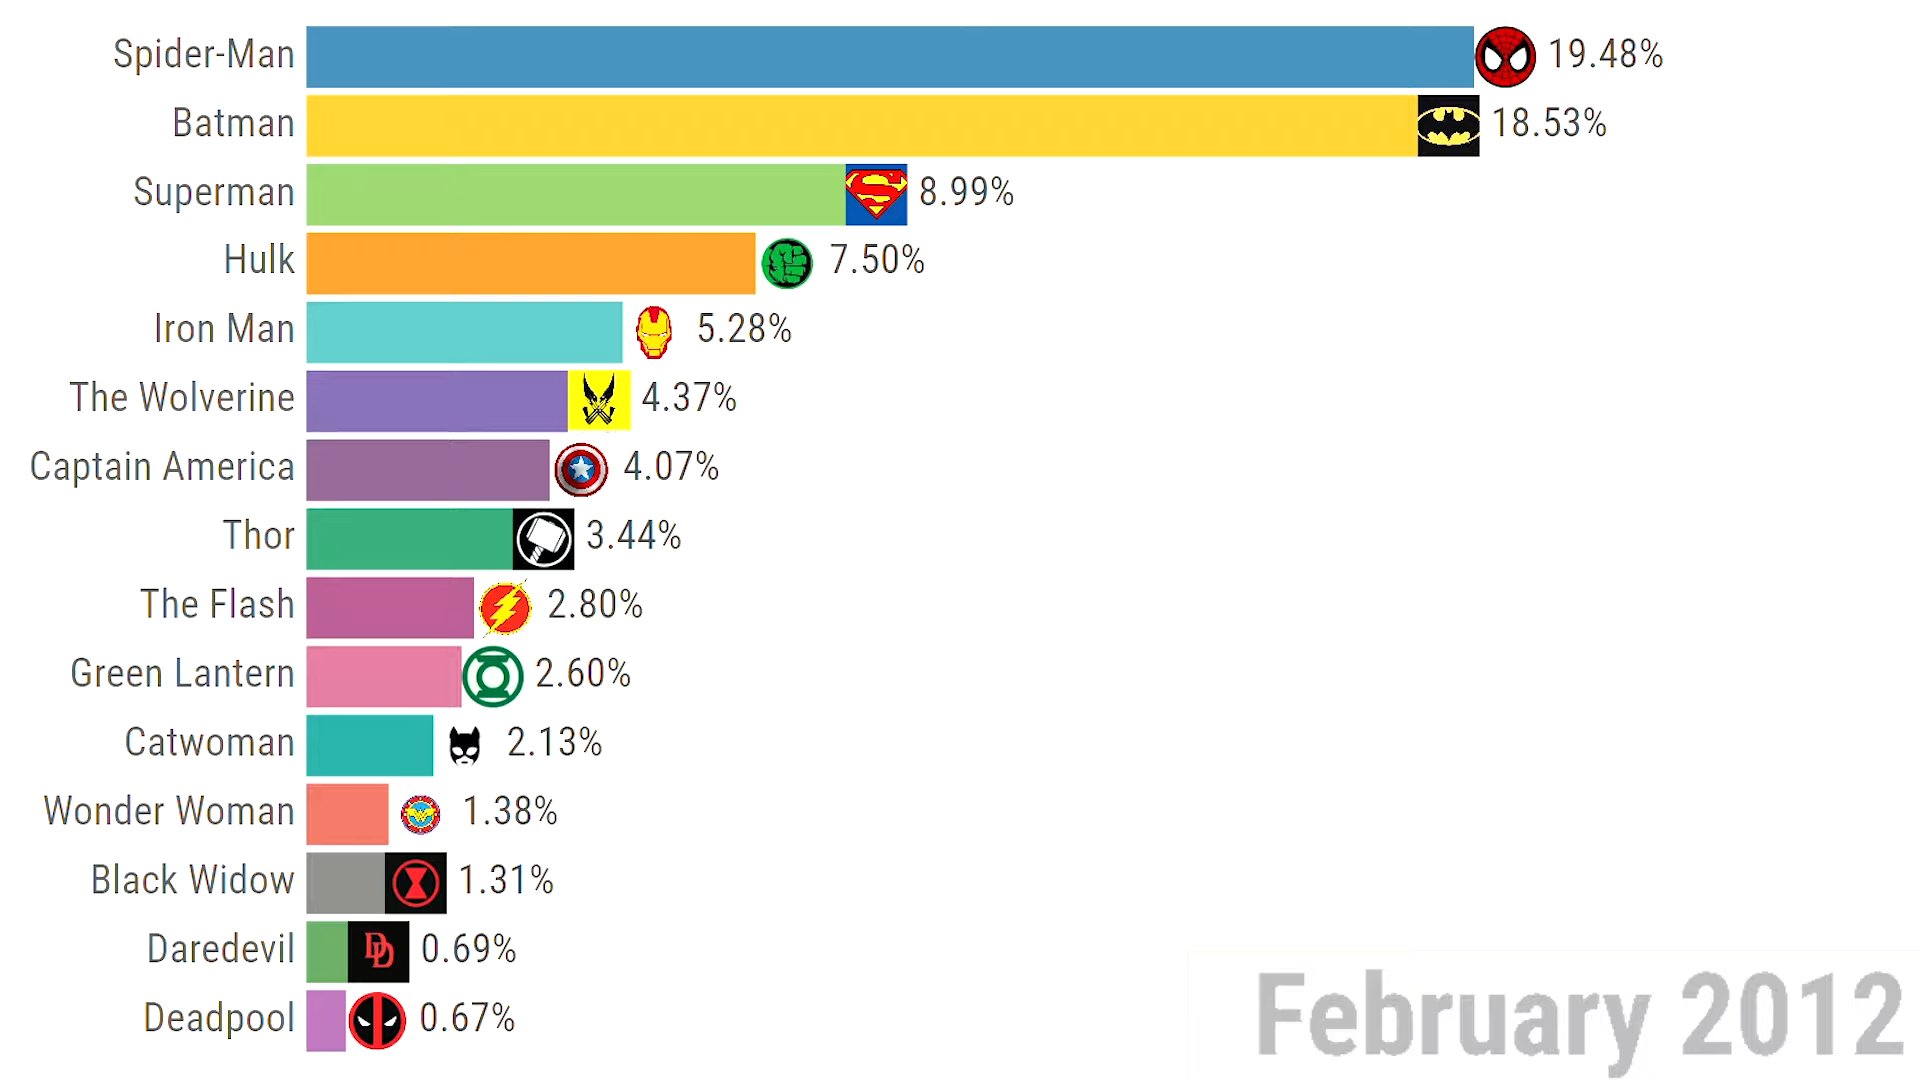 Spider-Man 19.48%
Batman 18.53%
Superman 8.99%
Hulk 7.50%
Iron Man 5.28%
The Wolverine 4.37%
Captain America 4.07%
Thor 3.44%
The Flash 2.80%
Green Lantern 2.60%
Catwoman 2.13%
Wonder Woman 1.38%
Black Widow 1.31%
Daredevil DD 0.69%
Deadpool 0.67%
February 2012